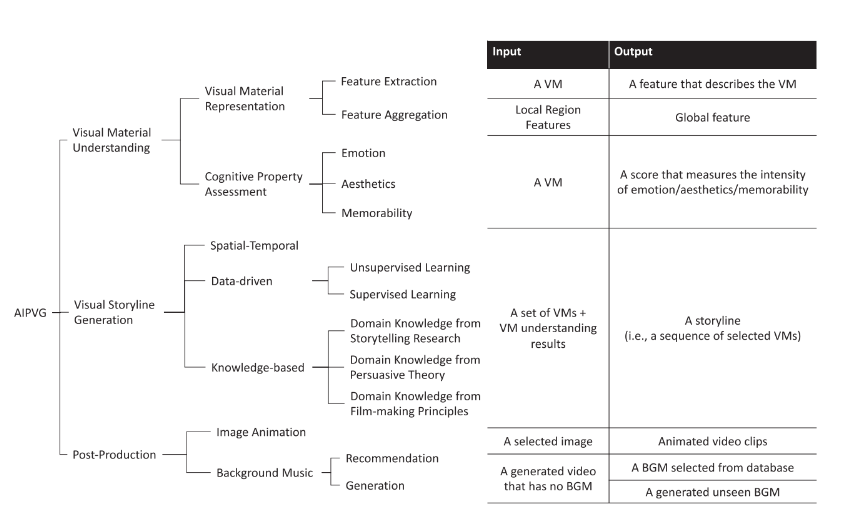 Input
Output
Feature Extraction
A VM
A feature that describes the VM
Visual Material
Representation
Feature Aggregation
Local Region
Features
Global feature
Visual Material
Understanding
Emotion
Cognitive Property
Assessment
Aesthetics
A VM
A score that measures the intensity
of emotion/aesthetics/memorability
Memorability
Spatial-Temporal
Unsupervised Learning
Data-driven
Supervised Learning
AIPVG
Visual Storyline
Generation
A set of VMs +
VM understanding
results
A storyline
(i.e., a sequence of selected VMs)
Domain Knowledge from
Storytelling Research
Knowledge-based
Domain Knowledge from
Persuasive Theory
Domain Knowledge from
Film-making Principles
Image Animation
A selected image
Animated video clips
Post-Production
Recommendation
Background Music
A generated video
that has no BGM
A BGM selected from database
Generation
A generated unseen BGM